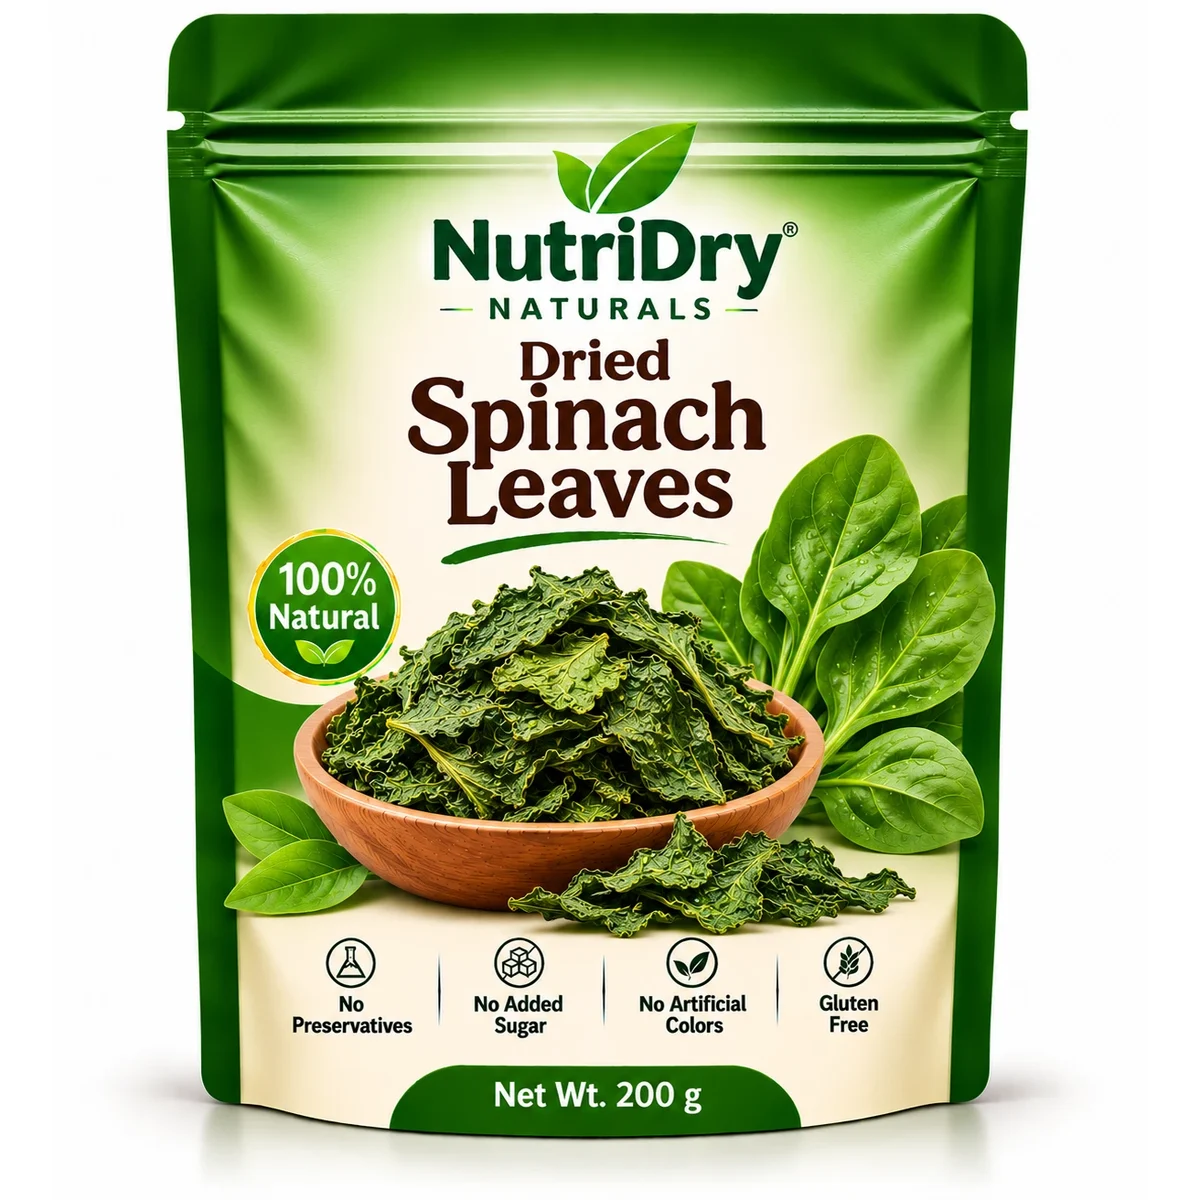 NutriDry®
NATURALS
Dried
Spinach
Leaves
100%
Natural
No
Preservatives
No Added
Sugar
No Artificial
Colors
Gluten
Free
Net Wt. 200 g